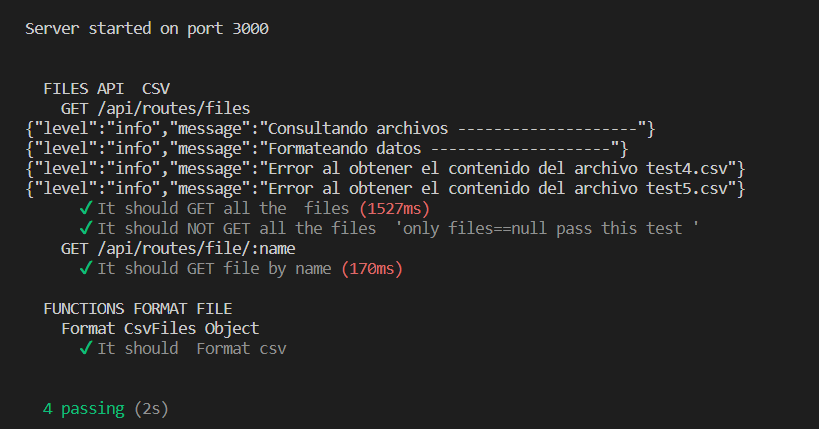 Server started on port 3000
FILES API  CSV
GET /api/routes/files
{"level":"info","message":"Consultando archivos --------------------"}
{"level":"info","message":"Formateando datos --------------------"}
{"level":"info","message":"Error al obtener el contenido del archivo test4.csv"}
{"level":"info","message":"Error al obtener el contenido del archivo test5.csv"}
✓ It should GET all the  files (1527ms)
✓ It should NOT GET all the files  'only files==null pass this test '
GET /api/routes/file/:name
✓ It should GET file by name (170ms)
FUNCTIONS FORMAT FILE
Format CsvFiles Object
✓ It should  Format csv
4 passing (2s)